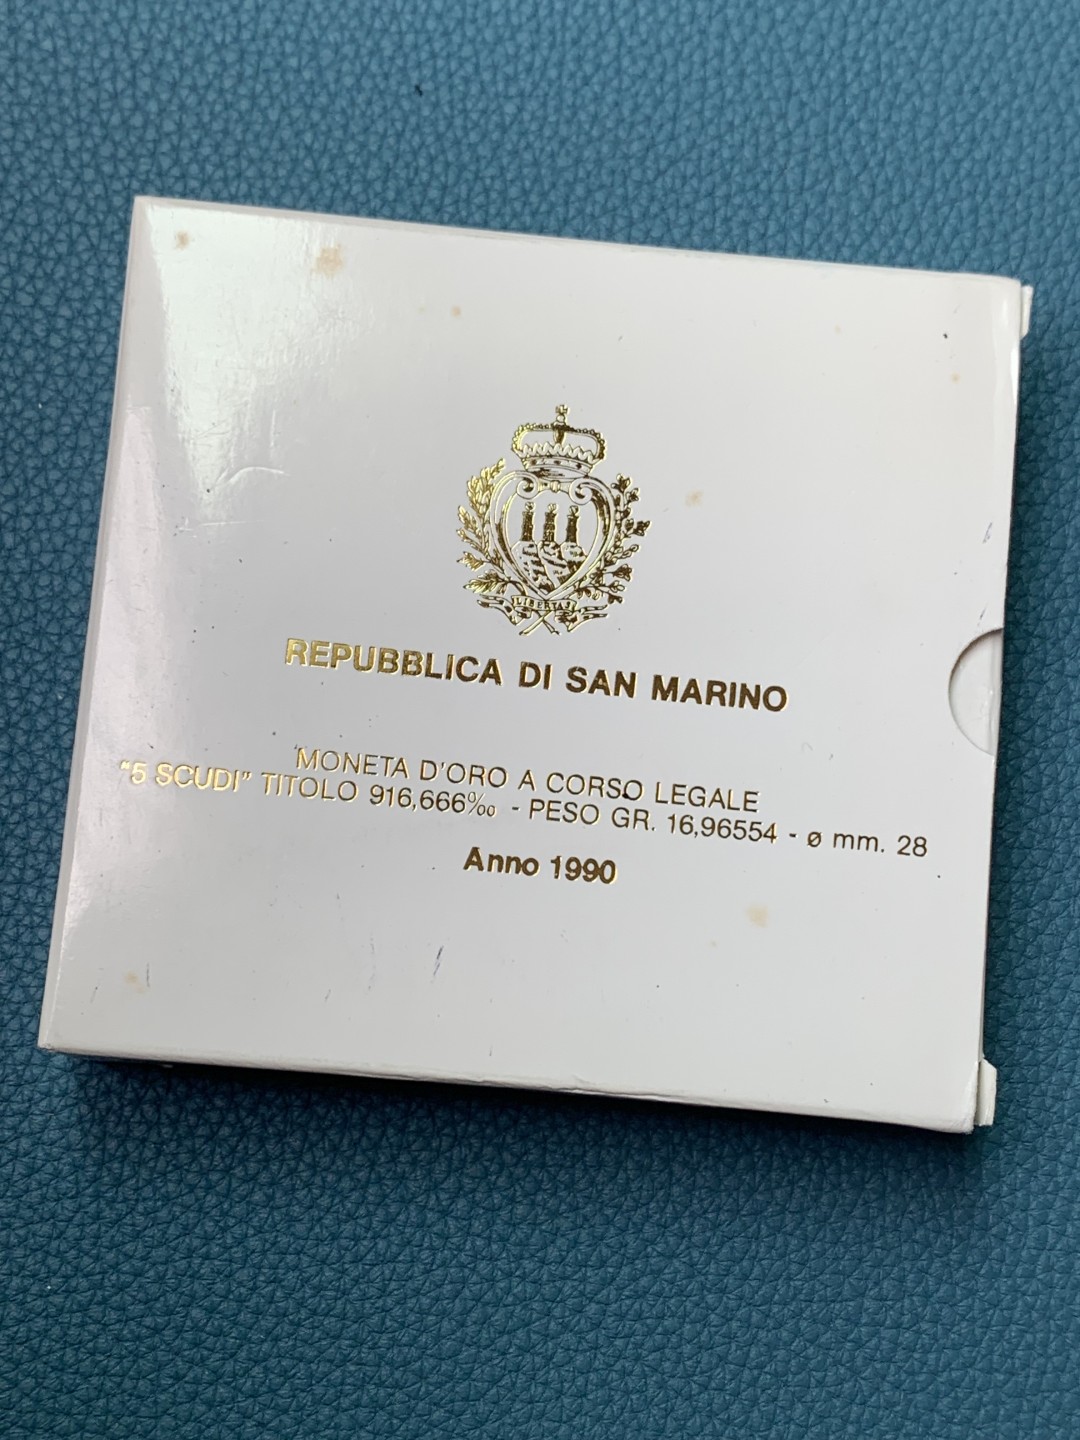 LIBERTAS
REPUBBLICA DI SAN MARINO
MONETA D'ORO A CORSO LEGALE
"5 SCUDI" TITOLO 916,666‰ - PESO GR. 16,96554 - ø mm. 28
Anno 1990